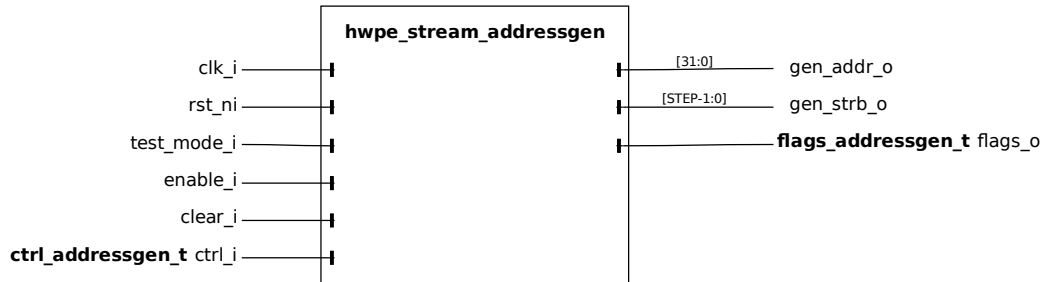 hwpe_stream_addressgen
clk_i
rst_ni
test_mode_i
enable_i
clear_i
ctrl_addressgen_t ctrl_i
[31:0] gen_addr_o
[STEP-1:0] gen_strb_o
flags_addressgen_t flags_o